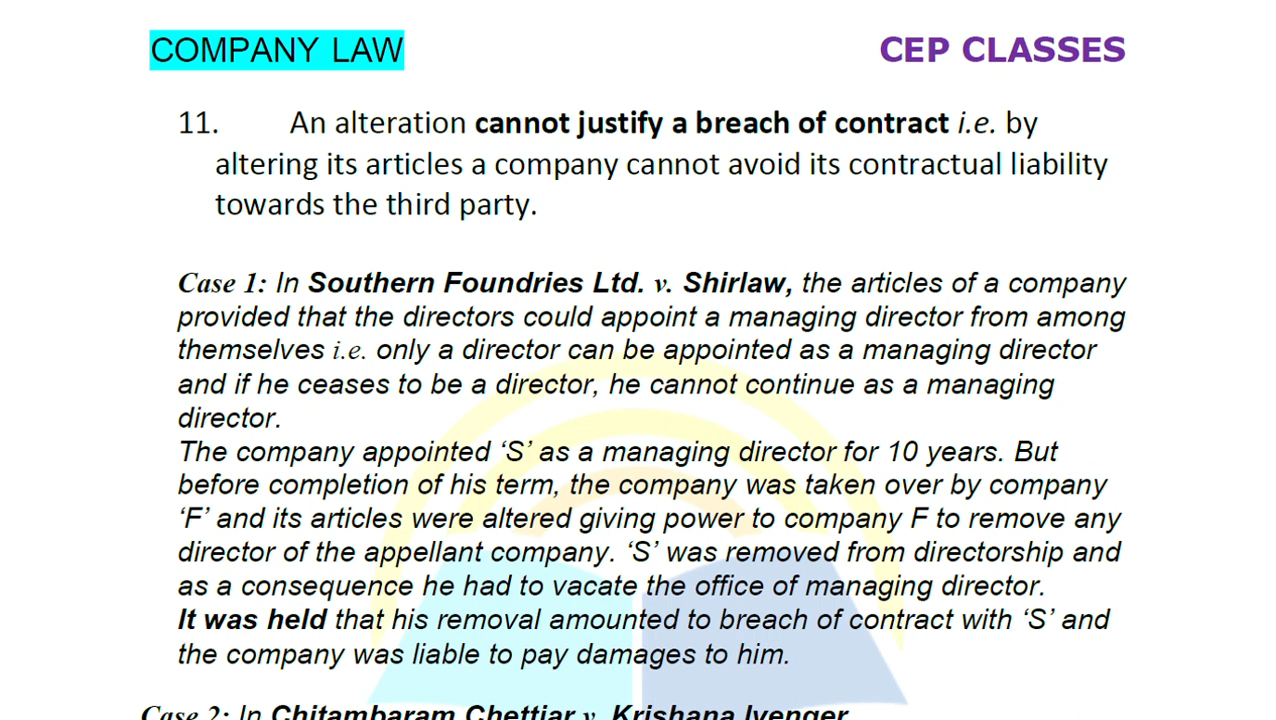 COMPANY LAW CEP CLASSES
11. An alteration cannot justify a breach of contract i.e. by
altering its articles a company cannot avoid its contractual liability
towards the third party.
Case 1: In Southern Foundries Ltd. v. Shirlaw, the articles of a company
provided that the directors could appoint a managing director from among
themselves i.e. only a director can be appointed as a managing director
and if he ceases to be a director, he cannot continue as a managing
director.
The company appointed ‘S’ as a managing director for 10 years. But
before completion of his term, the company was taken over by company
‘F’ and its articles were altered giving power to company F to remove any
director of the appellant company. ‘S’ was removed from directorship and
as a consequence he had to vacate the office of managing director.
It was held that his removal amounted to breach of contract with ‘S’ and
the company was liable to pay damages to him.
Case 2: In Chitambaram Chettiar v. Krishana Iyenger